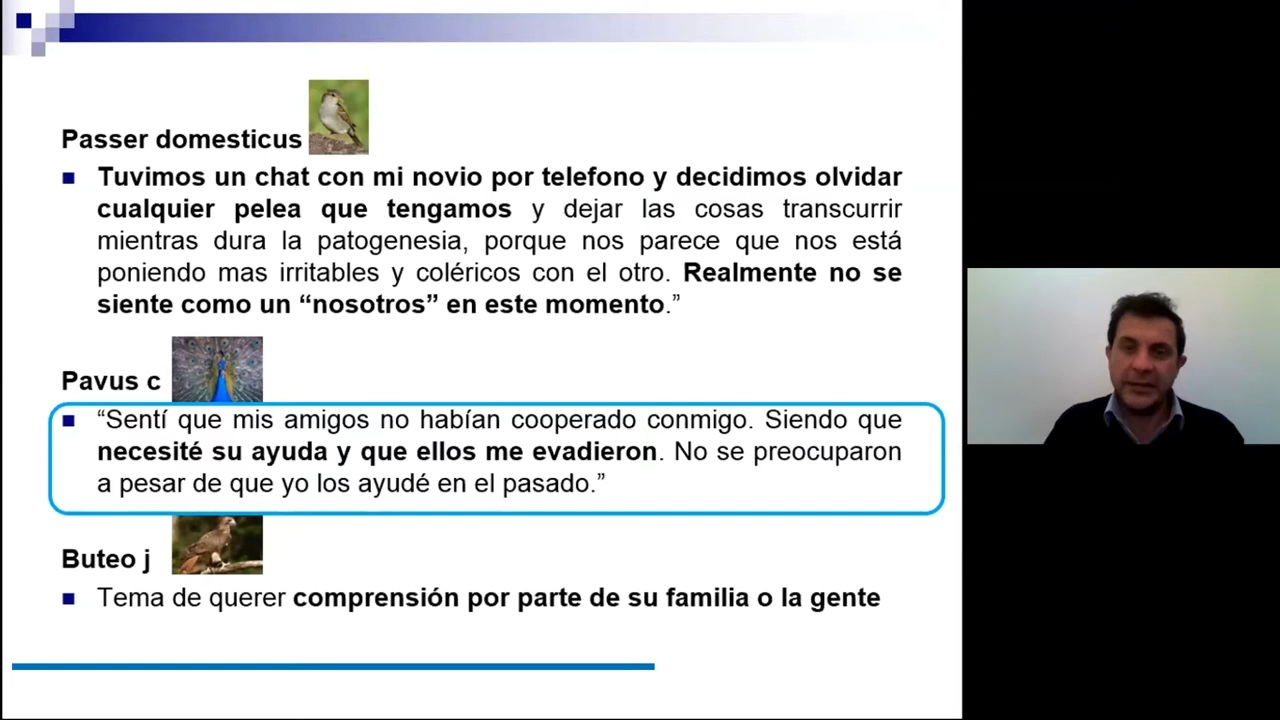 Passer domesticus
Tuvimos un chat con mi novio por telefono y decidimos olvidar
cualquier pelea que tengamos y dejar las cosas transcurrir
mientras dura la patogenesia, porque nos parece que nos está
poniendo mas irritables y coléricos con el otro. Realmente no se
siente como un “nosotros” en este momento.”
Pavus c
“Sentí que mis amigos no habían cooperado conmigo. Siendo que
necesité su ayuda y que ellos me evadieron. No se preocuparon
a pesar de que yo los ayudé en el pasado.”
Buteo j
Tema de querer comprensión por parte de su familia o la gente